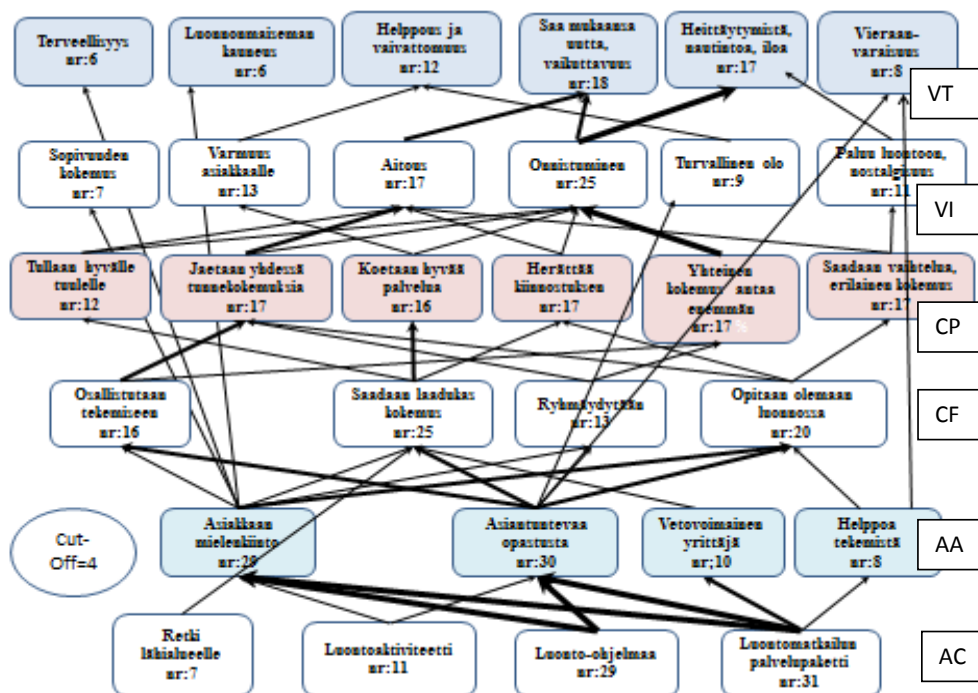 Terveellisyys
nr:6
Luonnonmaiseman
kauneus
nr:6
Helppous ja
vaivattomuus
nr:12
Saa mukaansa
uutta,
vaikuttavuus
nr:18
Heittäytymistä,
nautintoa, iloa
nr:17
Vieraan-
varaisuus
nr:8
VT
Sopivuuden
kokemus
nr:7
Varmuus
asiakkaalle
nr:13
Aitous
nr:17
Onnistuminen
nr:25
Turvallinen olo
nr:9
Paluu luontoon,
nostalgisuus
nr:11
VI
Tullaan hyvälle
tuulelle
nr:12
Jaetaan yhdessä
tunnekokemuksia
nr:17
Koetaan hyvää
palvelua
nr:16
Herättää
kiinnostuksen
nr:17
Yhteinen
kokemus antaa
enemmän
nr:17 %
Saadaan vaihtelua,
erilainen kokemus
nr:17
CP
Osallistutaan
tekemiseen
nr:16
Saadaan laadukas
kokemus
nr:25
Ryhmäydytään
nr:13
Opitaan olemaan
luonnossa
nr:20
CF
Cut-
Off=4
Asiakkaan
mielenkiinto
nr:29
Asiantuntevaa
opastusta
nr:30
Vetovoimainen
yrittäjä
nr;10
Helppoa
tekemistä
nr:8
AA
Retki
lähialueelle
nr:7
Luontoaktiviteetti
nr:11
Luonto-ohjelmaa
nr:29
Luontomatkailun
palvelupaketti
nr:31
AC